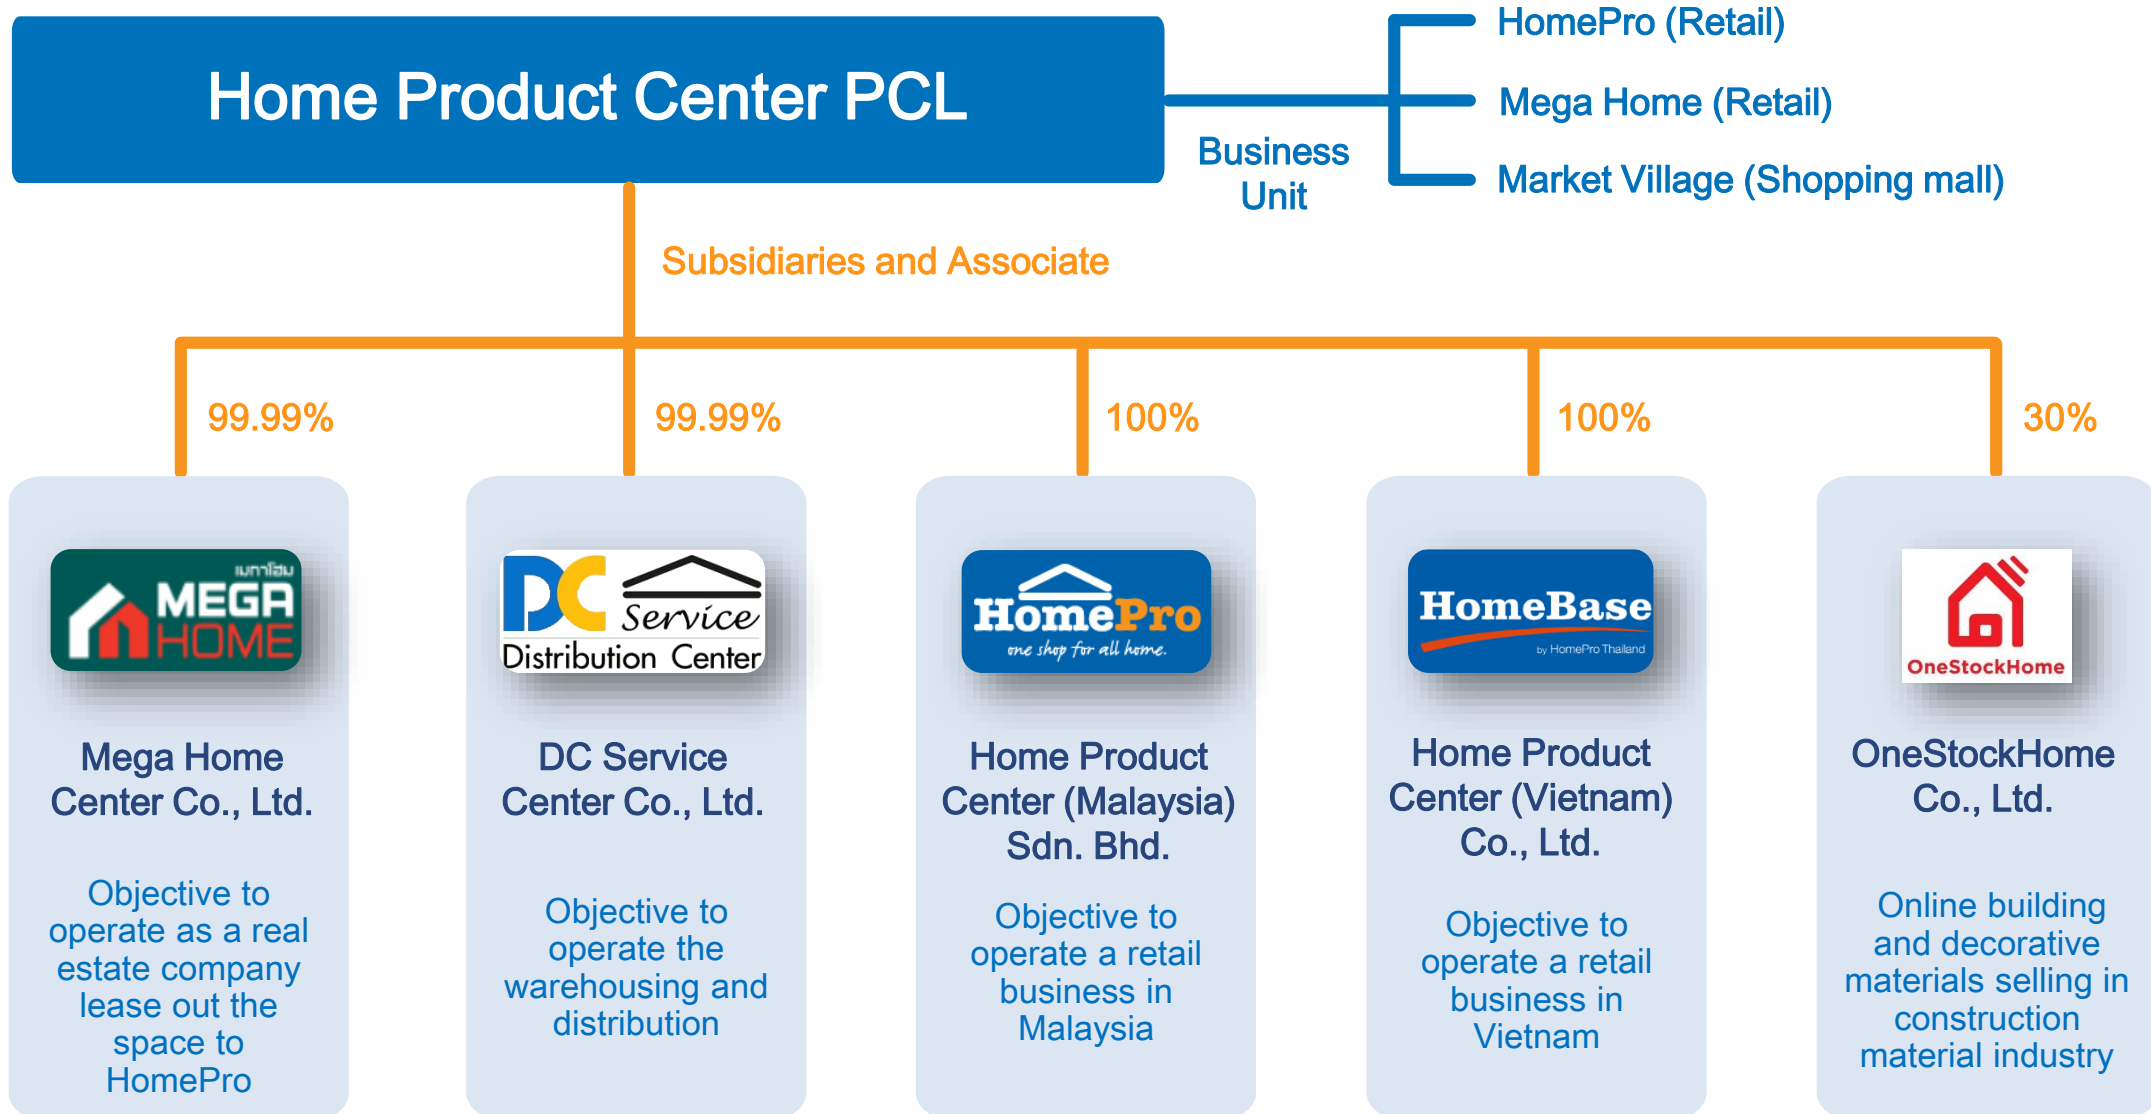 Home Product Center PCL
Business
Unit
HomePro (Retail)
Mega Home (Retail)
Market Village (Shopping mall)
Subsidiaries and Associate
99.99%
99.99%
100%
100%
30%
เมกาโฮม
MEGA
HOME
Mega Home
Center Co., Ltd.
Objective to
operate as a real
estate company
lease out the
space to
HomePro
DC Service
Distribution Center
DC Service
Center Co., Ltd.
Objective to
operate the
warehousing and
distribution
HomePro
one shop for all home.
Home Product
Center (Malaysia)
Sdn. Bhd.
Objective to
operate a retail
business in
Malaysia
HomeBase
by HomePro Thailand
Home Product
Center (Vietnam)
Co., Ltd.
Objective to
operate a retail
business in
Vietnam
OneStockHome
OneStockHome
Co., Ltd.
Online building
and decorative
materials selling in
construction
material industry